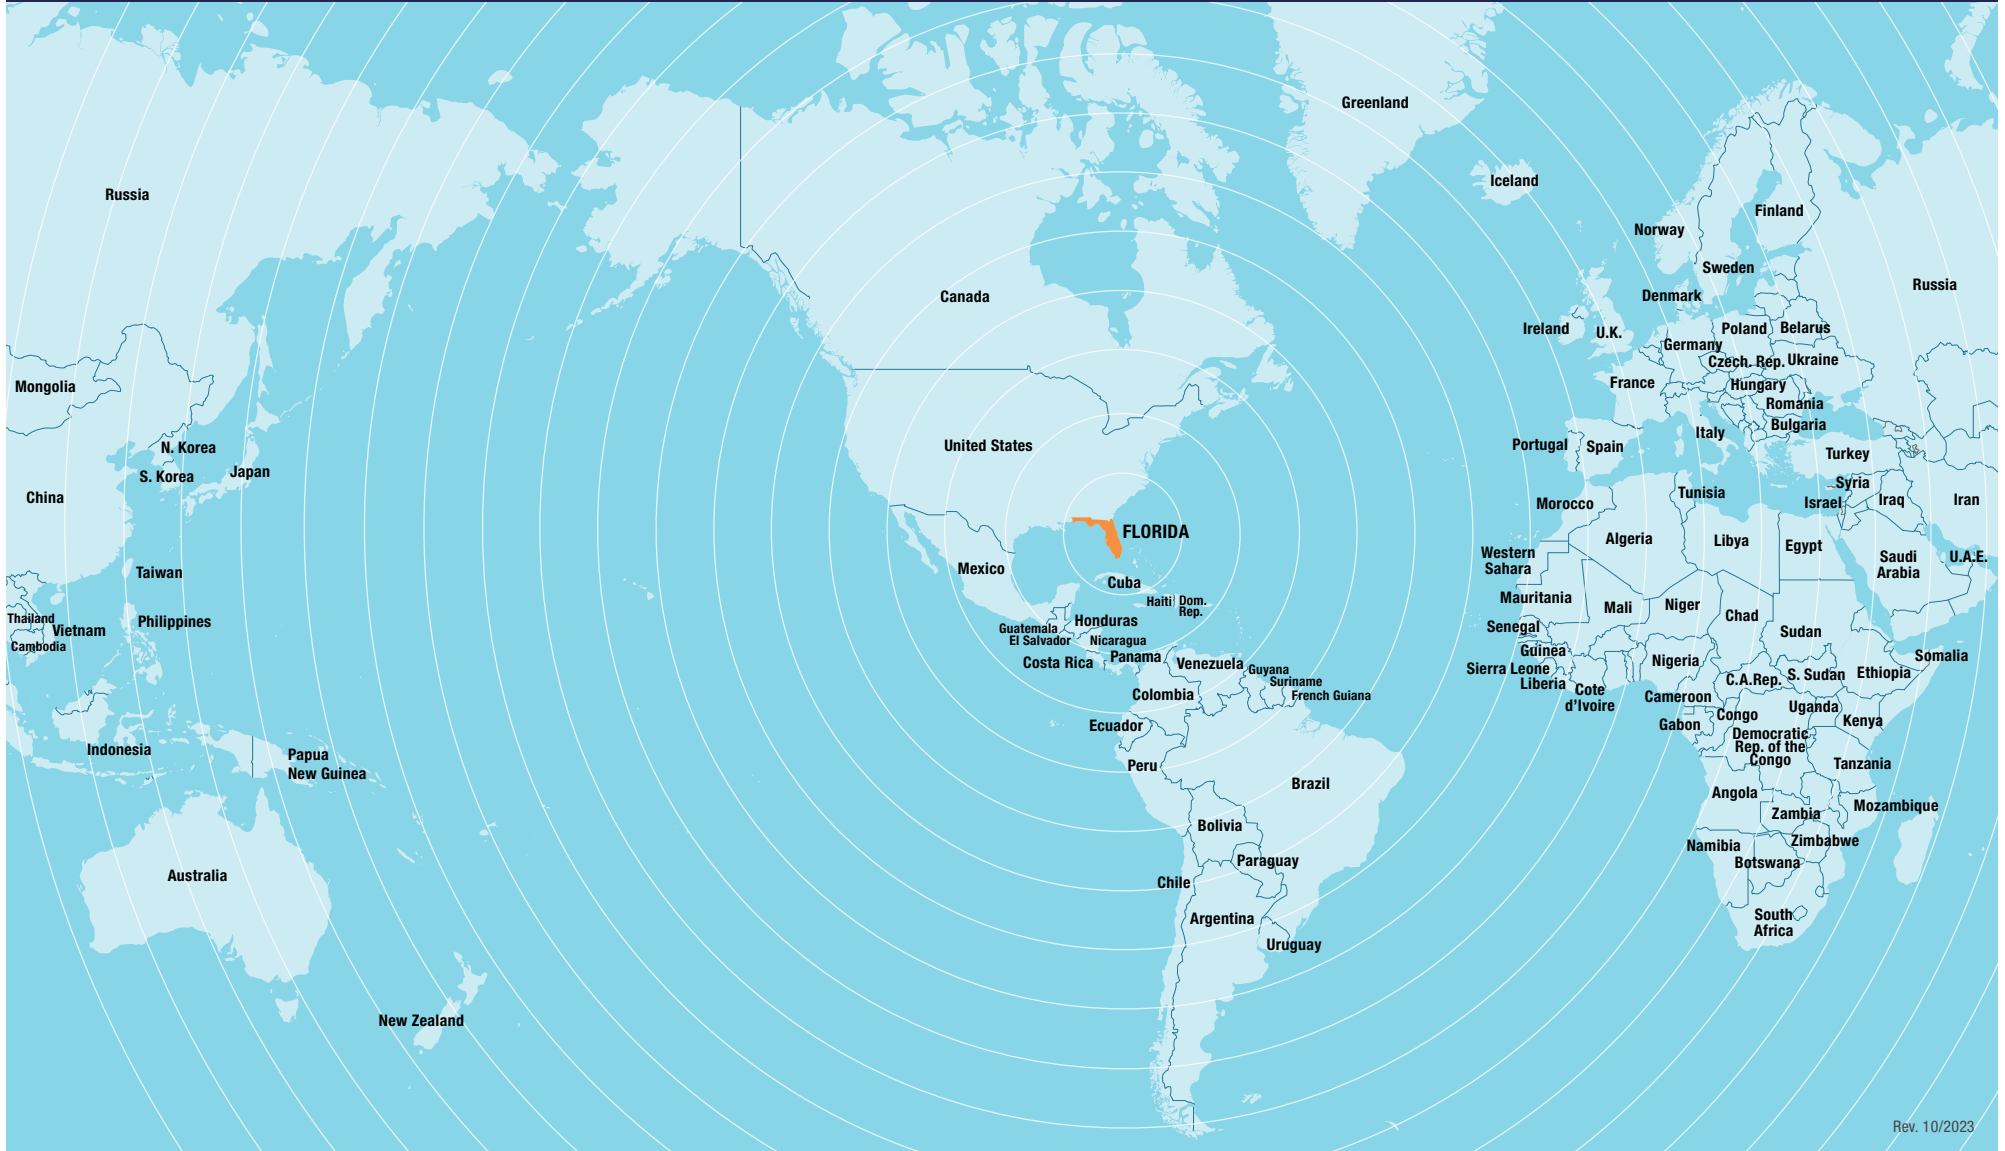 Greenland
Russia
Iceland
Finland
Norway
Sweden
Russia
Canada
Denmark
Ireland
U.K.
Poland
Belarus
Germany
Czech. Rep.
Ukraine
Mongolia
France
Hungary
Romania
Bulgaria
Italy
Portugal
Spain
Turkey
United States
N. Korea
S. Korea
Japan
China
Syria
Tunisia
Morocco
Israel
Iraq
Iran
FLORIDA
Algeria
Libya
Egypt
Western
Sahara
Saudi
Arabia
U.A.E.
Mexico
Taiwan
Cuba
Mauritania
Haiti
Dom.
Rep.
Mali
Niger
Chad
Thailand
Vietnam
Cambodia
Philippines
Honduras
Guatemala
El Salvador
Nicaragua
Senegal
Sudan
Guinea
Costa Rica
Panama
Venezuela
Guyana
Suriname
French Guiana
Sierra Leone
Liberia
Cote
d’Ivoire
Nigeria
C.A.Rep.
S. Sudan
Ethiopia
Somalia
Colombia
Cameroon
Uganda
Ecuador
Gabon
Congo
Kenya
Democratic
Rep. of the
Congo
Indonesia
Papua
New Guinea
Peru
Tanzania
Brazil
Angola
Mozambique
Zambia
Bolivia
Namibia
Zimbabwe
Botswana
Paraguay
Australia
Chile
Argentina
South
Africa
Uruguay
New Zealand
Rev. 10/2023